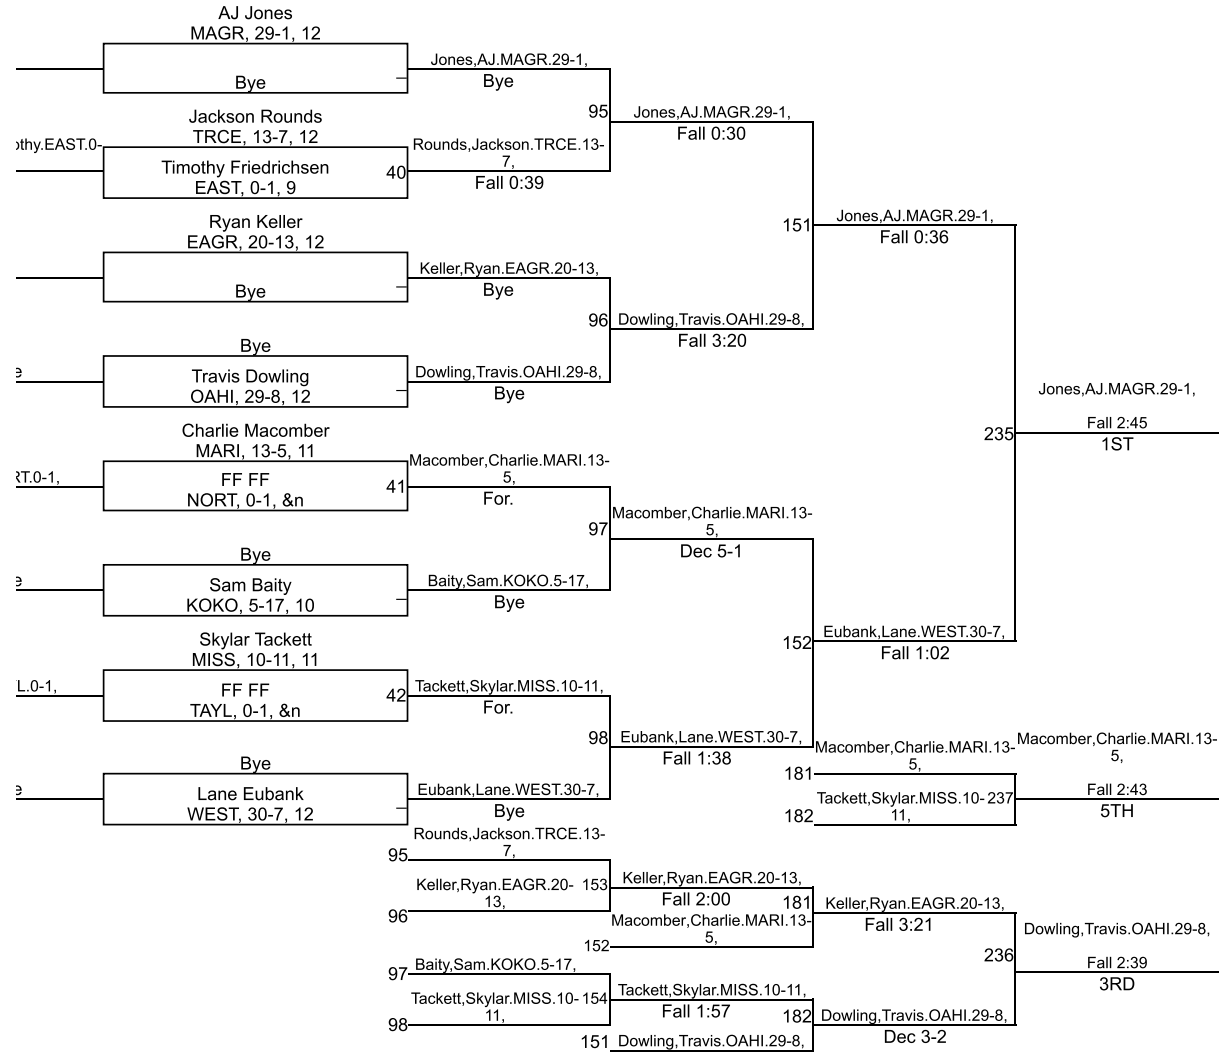 AJ Jones
MAGR, 29-1, 12
Bye
Jones,AJ.MAGR.29-1,
Bye
95
Jones,AJ.MAGR.29-1,
Fall 0:30
Jackson Rounds
TRCE, 13-7, 12
othy.EAST.0-
Timothy Friedrichsen
EAST, 0-1, 9
40
Rounds,Jackson.TRCE.13-
7,
Fall 0:39
151
Jones,AJ.MAGR.29-1,
Fall 0:36
Ryan Keller
EAGR, 20-13, 12
Bye
Keller,Ryan.EAGR.20-13,
Bye
96
Dowling,Travis.OAHI.29-8,
Fall 3:20
Bye
e
Travis Dowling
OAHI, 29-8, 12
Dowling,Travis.OAHI.29-8,
Bye
235
Jones,AJ.MAGR.29-1,
Fall 2:45
1ST
Charlie Macomber
MARI, 13-5, 11
RT.0-1,
FF FF
NORT, 0-1, &n
41
Macomber,Charlie.MARI.13-
5,
For.
97
Macomber,Charlie.MARI.13-
5,
Dec 5-1
Bye
e
Sam Baity
KOKO, 5-17, 10
Baity,Sam.KOKO.5-17,
Bye
152
Eubank,Lane.WEST.30-7,
Fall 1:02
Skylar Tackett
MISS, 10-11, 11
L.0-1,
FF FF
TAYL, 0-1, &n
42
Tackett,Skylar.MISS.10-11,
For.
98
Eubank,Lane.WEST.30-7,
Fall 1:38
Bye
e
Lane Eubank
WEST, 30-7, 12
Eubank,Lane.WEST.30-7,
Bye
181
Macomber,Charlie.MARI.13-
5,
182
Tackett,Skylar.MISS.10-
11,
237
Macomber,Charlie.MARI.13-
5,
Fall 2:43
5TH
95
Rounds,Jackson.TRCE.13-
7,
96
Keller,Ryan.EAGR.20-
13,
153
Keller,Ryan.EAGR.20-13,
Fall 2:00
152
Macomber,Charlie.MARI.13-
5,
181
Keller,Ryan.EAGR.20-13,
Fall 3:21
97
Baity,Sam.KOKO.5-17,
98
Tackett,Skylar.MISS.10-
11,
154
Tackett,Skylar.MISS.10-11,
Fall 1:57
151
Dowling,Travis.OAHI.29-8,
182
Dowling,Travis.OAHI.29-8,
Dec 3-2
236
Dowling,Travis.OAHI.29-8,
Fall 2:39
3RD